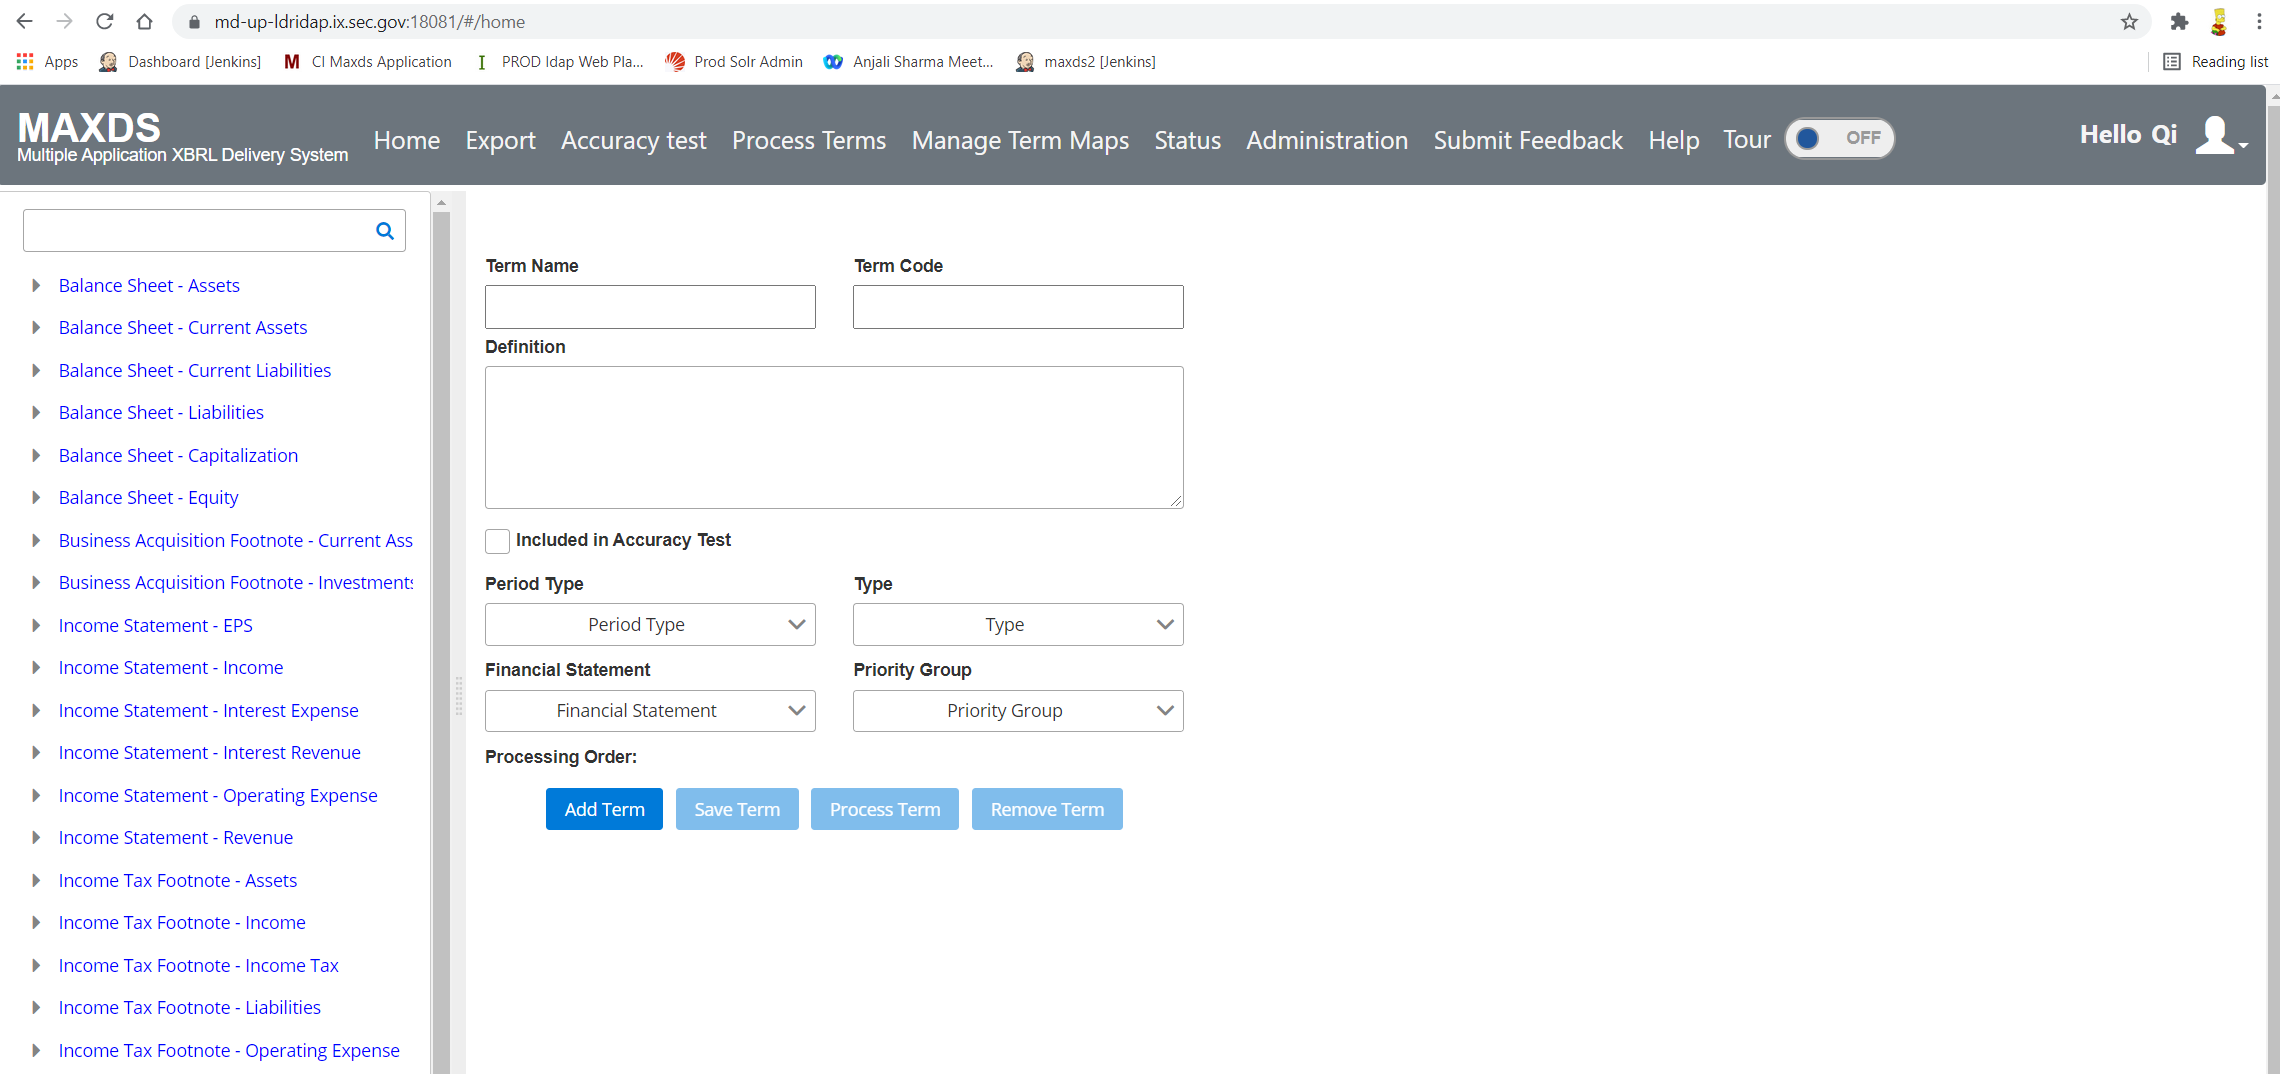 md-up-ldridap.ix.sec.gov:18081/#/home
Apps Dashboard [Jenkins] M CI Maxds Application I PROD Idap Web Pla... Prod Solr Admin Anjali Sharma Meet... maxds2 [Jenkins] Reading list
MAXDS
Multiple Application XBRL Delivery System
Home Export Accuracy test Process Terms Manage Term Maps Status Administration Submit Feedback Help Tour OFF Hello Qi
Balance Sheet - Assets
Balance Sheet - Current Assets
Balance Sheet - Current Liabilities
Balance Sheet - Liabilities
Balance Sheet - Capitalization
Balance Sheet - Equity
Business Acquisition Footnote - Current Ass
Business Acquisition Footnote - Investments
Income Statement - EPS
Income Statement - Income
Income Statement - Interest Expense
Income Statement - Interest Revenue
Income Statement - Operating Expense
Income Statement - Revenue
Income Tax Footnote - Assets
Income Tax Footnote - Income
Income Tax Footnote - Income Tax
Income Tax Footnote - Liabilities
Income Tax Footnote - Operating Expense
Term Name Term Code
Definition
Included in Accuracy Test
Period Type Type
Period Type Type
Financial Statement Priority Group
Financial Statement Priority Group
Processing Order:
Add Term Save Term Process Term Remove Term